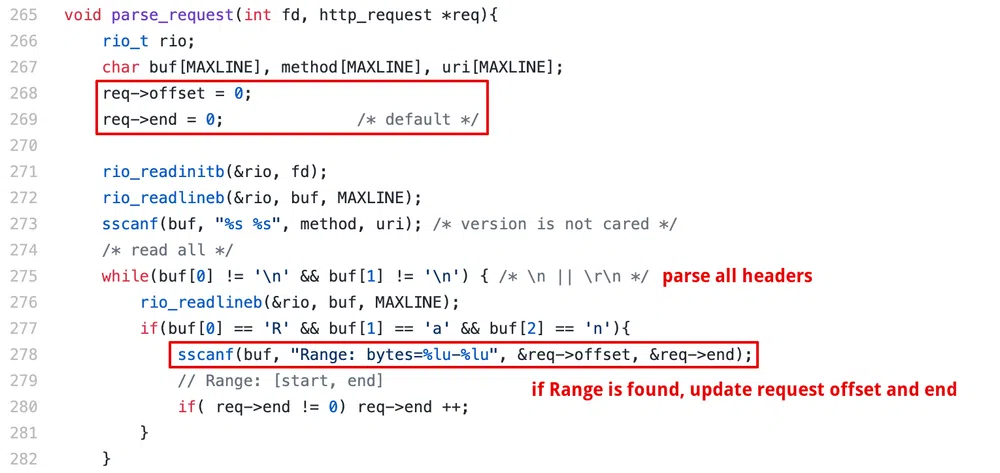 265 void parse_request(int fd, http_request *req){
266     rio_t rio;
267     char buf[MAXLINE], method[MAXLINE], uri[MAXLINE];
268     req->offset = 0;
269     req->end = 0;              /* default */
270
271     rio_readinitb(&rio, fd);
272     rio_readlineb(&rio, buf, MAXLINE);
273     sscanf(buf, "%s %s", method, uri); /* version is not cared */
274     /* read all */
275     while(buf[0] != '\n' && buf[1] != '\n') { /* \n || \r\n */ parse all headers
276         rio_readlineb(&rio, buf, MAXLINE);
277         if(buf[0] == 'R' && buf[1] == 'a' && buf[2] == 'n'){
278             sscanf(buf, "Range: bytes=%lu-%lu", &req->offset, &req->end);
279             // Range: [start, end]
if Range is found, update request offset and end
280             if( req->end != 0) req->end ++;
281         }
282     }